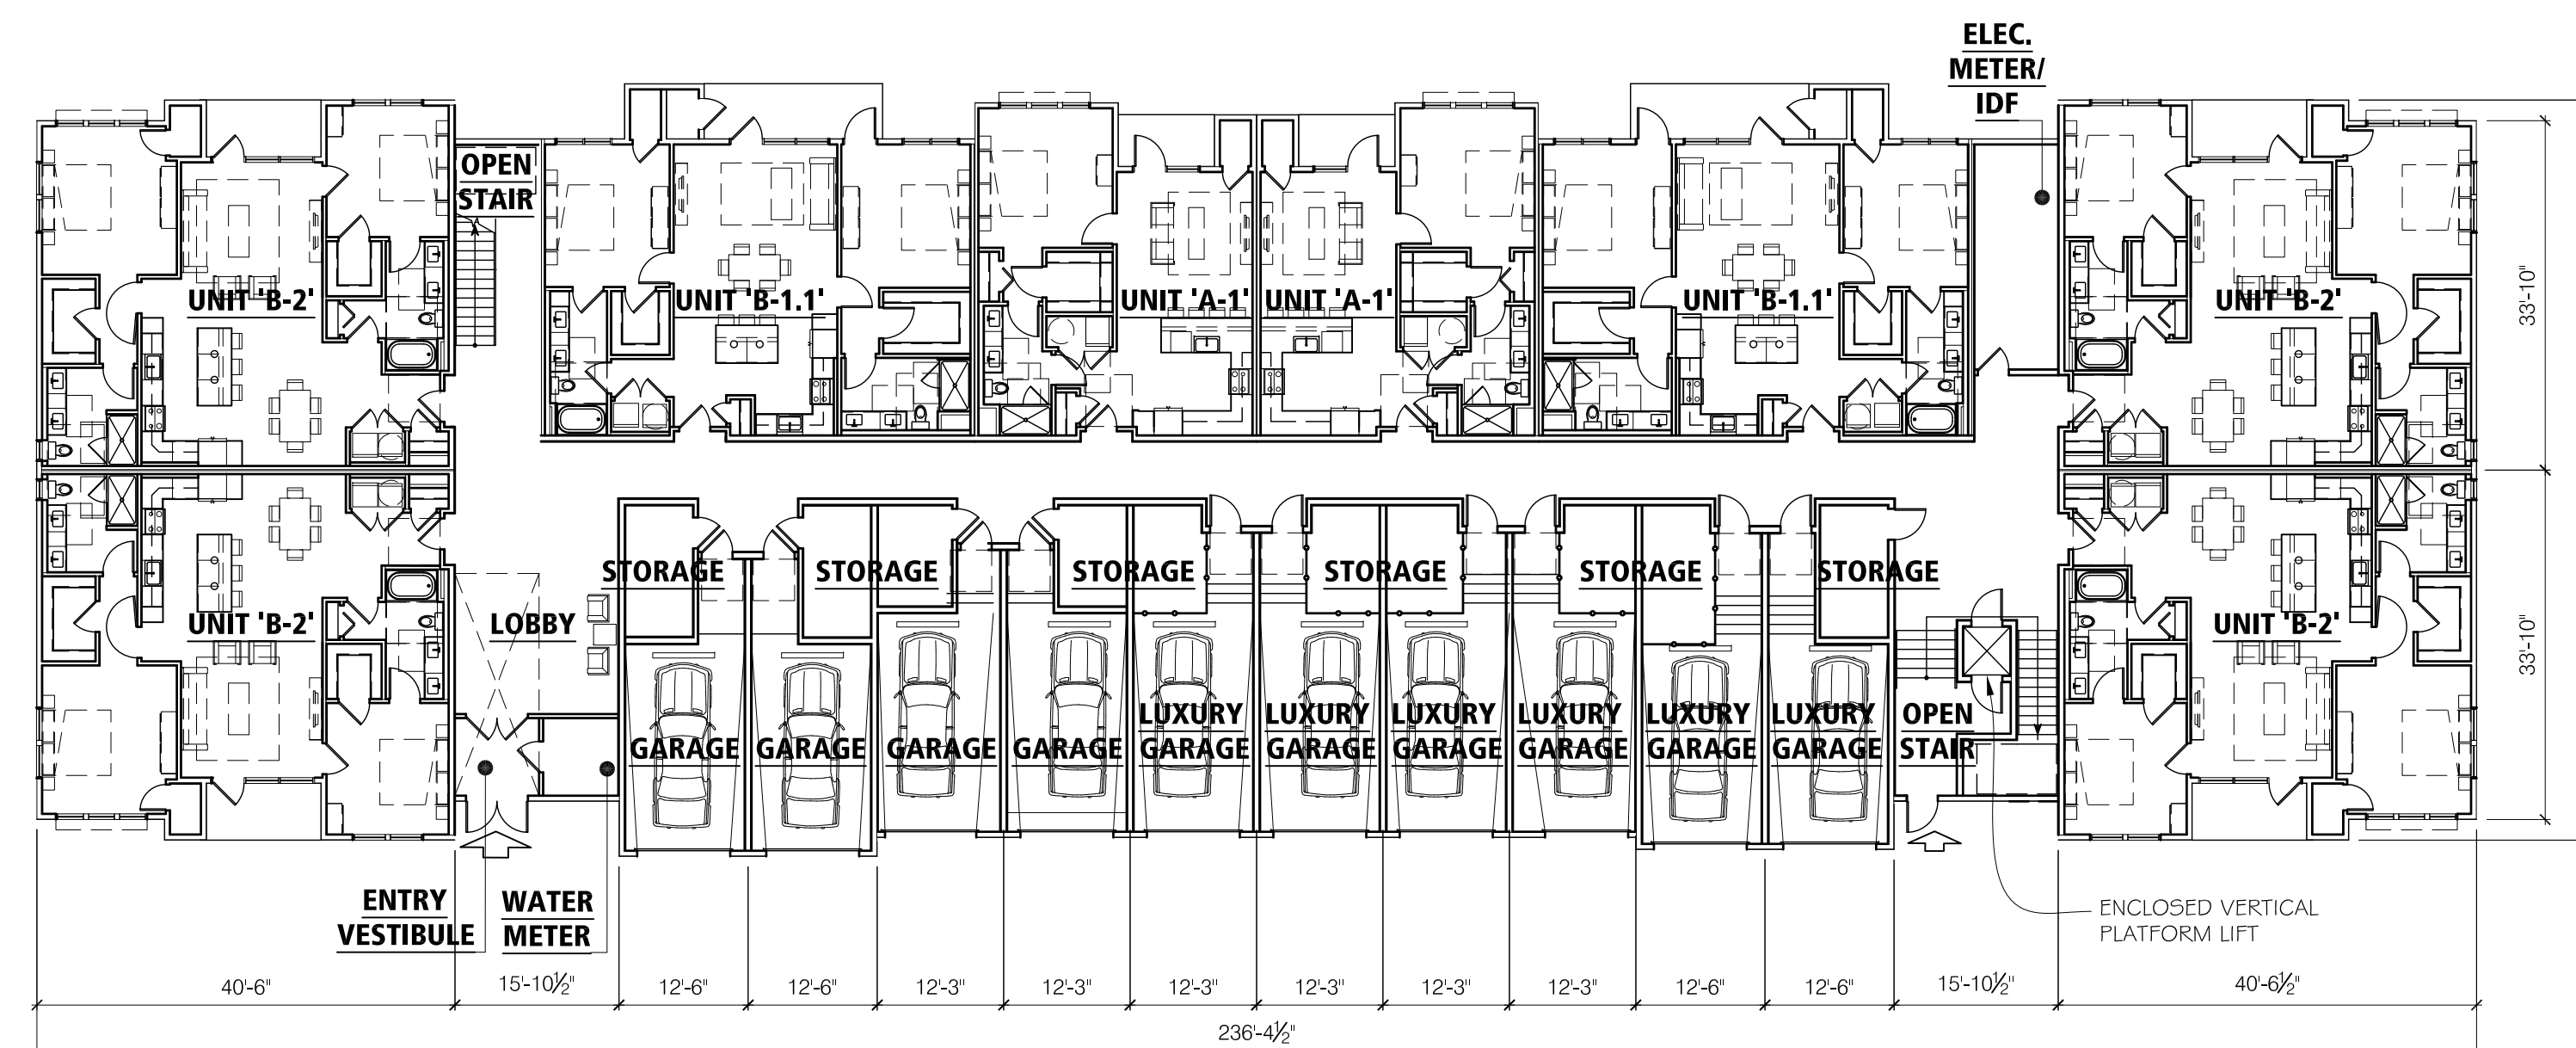 ELEC.
METER/
IDF
OPEN
STAIR
UNIT 'B-2'
UNIT 'B-1.1'
UNIT 'A-1'
UNIT 'A-1'
UNIT 'B-1.1'
UNIT 'B-2'
33'-10"
STORAGE
STORAGE
STORAGE
STORAGE
STORAGE
STORAGE
UNIT 'B-2'
LOBBY
UNIT 'B-2'
33'-10"
GARAGE
GARAGE
GARAGE
GARAGE
LUXURY
GARAGE
LUXURY
GARAGE
LUXURY
GARAGE
LUXURY
GARAGE
LUXURY
GARAGE
LUXURY
GARAGE
OPEN
STAIR
ENTRY
VESTIBULE
WATER
METER
ENCLOSED VERTICAL
PLATFORM LIFT
40'-6"
15'-10½"
12'-6"
12'-6"
12'-3"
12'-3"
12'-3"
12'-3"
12'-3"
12'-3"
12'-6"
12'-6"
15'-10½"
40'-6½"
236'-4½"